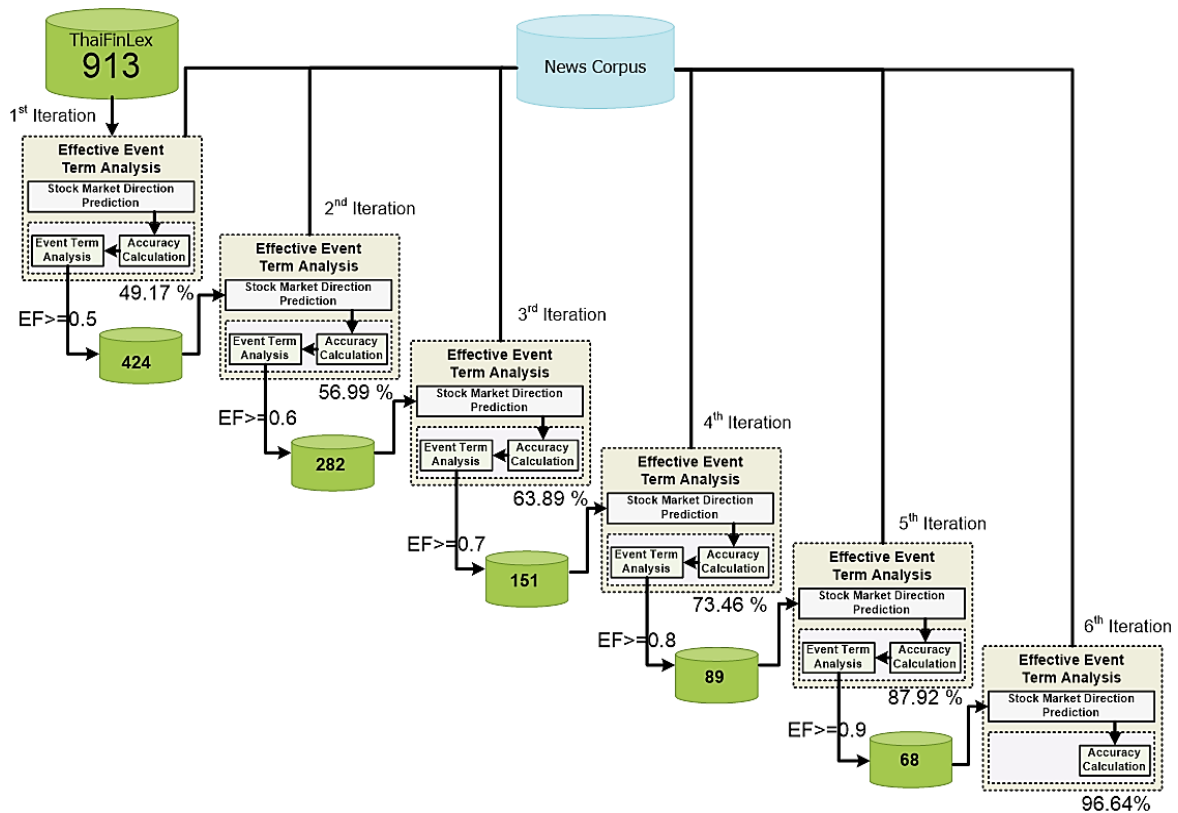 ThaiFinLex
913
News Corpus
1st Iteration
Effective Event
Term Analysis
Stock Market Direction
Prediction
Event Term
Analysis
Accuracy
Calculation
49.17 %
EF>=0.5
424
2nd Iteration
Effective Event
Term Analysis
Stock Market Direction
Prediction
Event Term
Analysis
Accuracy
Calculation
56.99 %
EF>=0.6
282
3rd Iteration
Effective Event
Term Analysis
Stock Market Direction
Prediction
Event Term
Analysis
Accuracy
Calculation
63.89 %
EF>=0.7
151
4th Iteration
Effective Event
Term Analysis
Stock Market Direction
Prediction
Event Term
Analysis
Accuracy
Calculation
73.46 %
EF>=0.8
89
5th Iteration
Effective Event
Term Analysis
Stock Market Direction
Prediction
Event Term
Analysis
Accuracy
Calculation
87.92 %
EF>=0.9
68
6th Iteration
Effective Event
Term Analysis
Stock Market Direction
Prediction
Accuracy
Calculation
96.64%